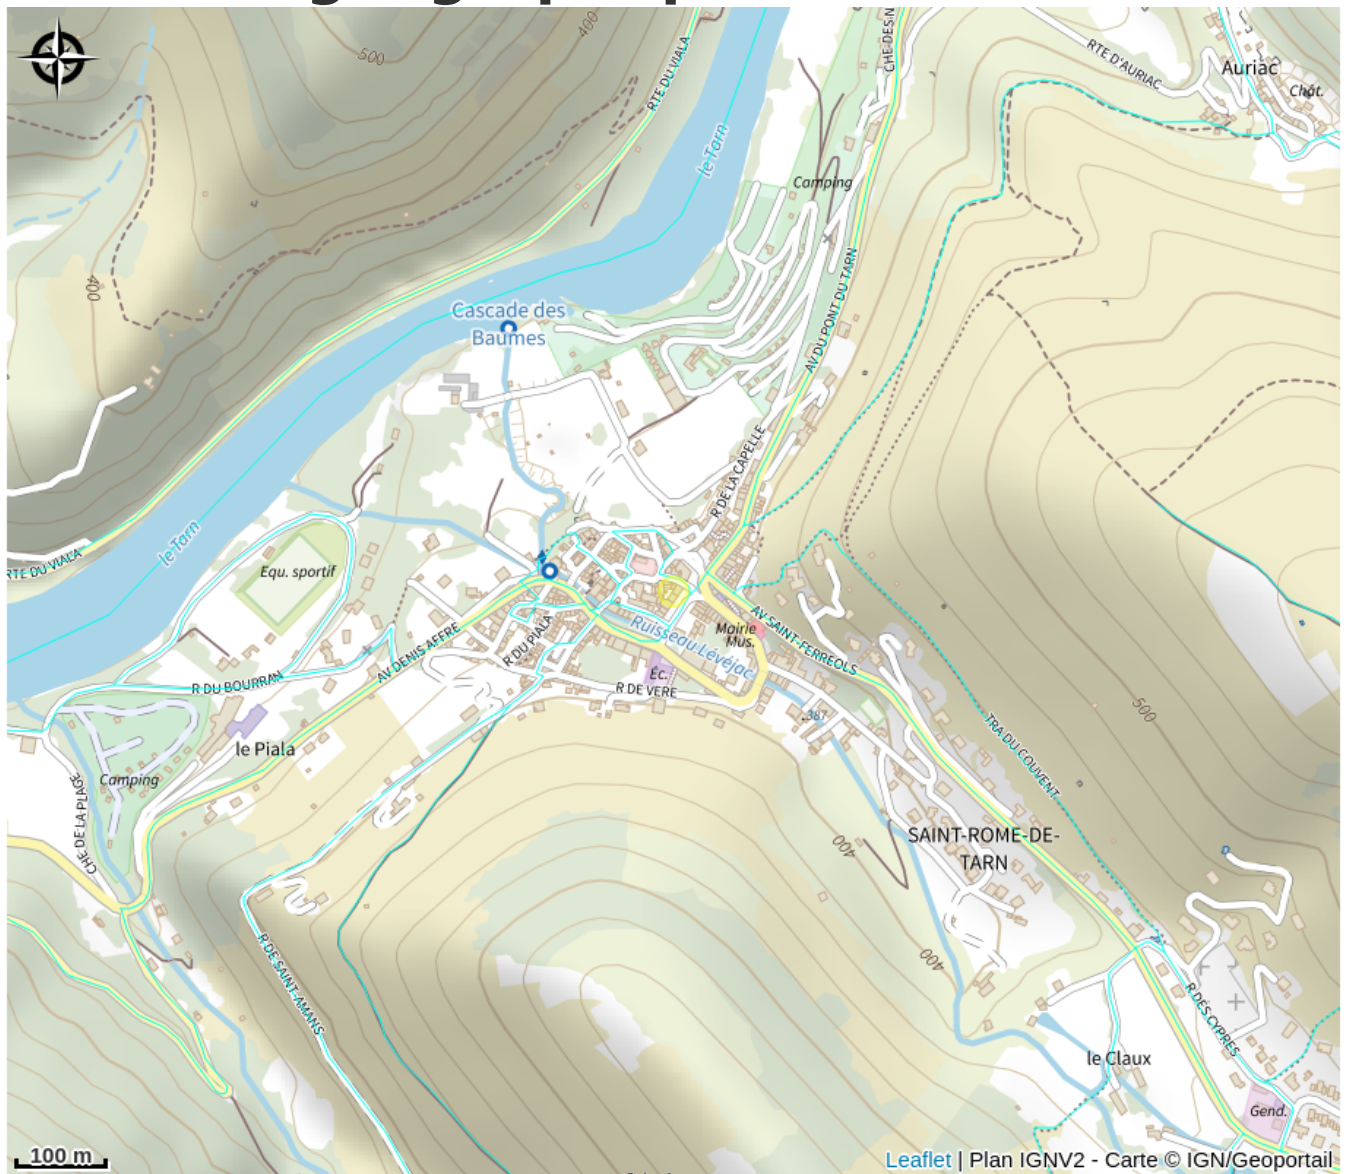 500
400
RTE DU VIALA
CHE DES N
RTE D'AURIAC
Auriac
Chât.
le Tarn
Camping
400
AV DU PONT DU TARN
Cascade des
Baumes
R DE LA CAPELLE
le Tarn
RTE DU VIALA
Equ. sportif
AV DENIS AFFRE
R DU PIALA
Ruisseau Lévéjac
Mairie
Mus.
AV SAINT-FERREOLS
Éc.
R DE VERE
R DU BOURRAN
.387
500
TRA DU COUVENT
le Piala
Camping
CHE DE LA PLAGE
400
SAINT-ROME-DE-
TARN
400
R DE SAINT-AMANS
R DES CYPRES
le Claux
Gend.
100 m
Leaflet | Plan IGNV2 - Carte © IGN/Geoportail